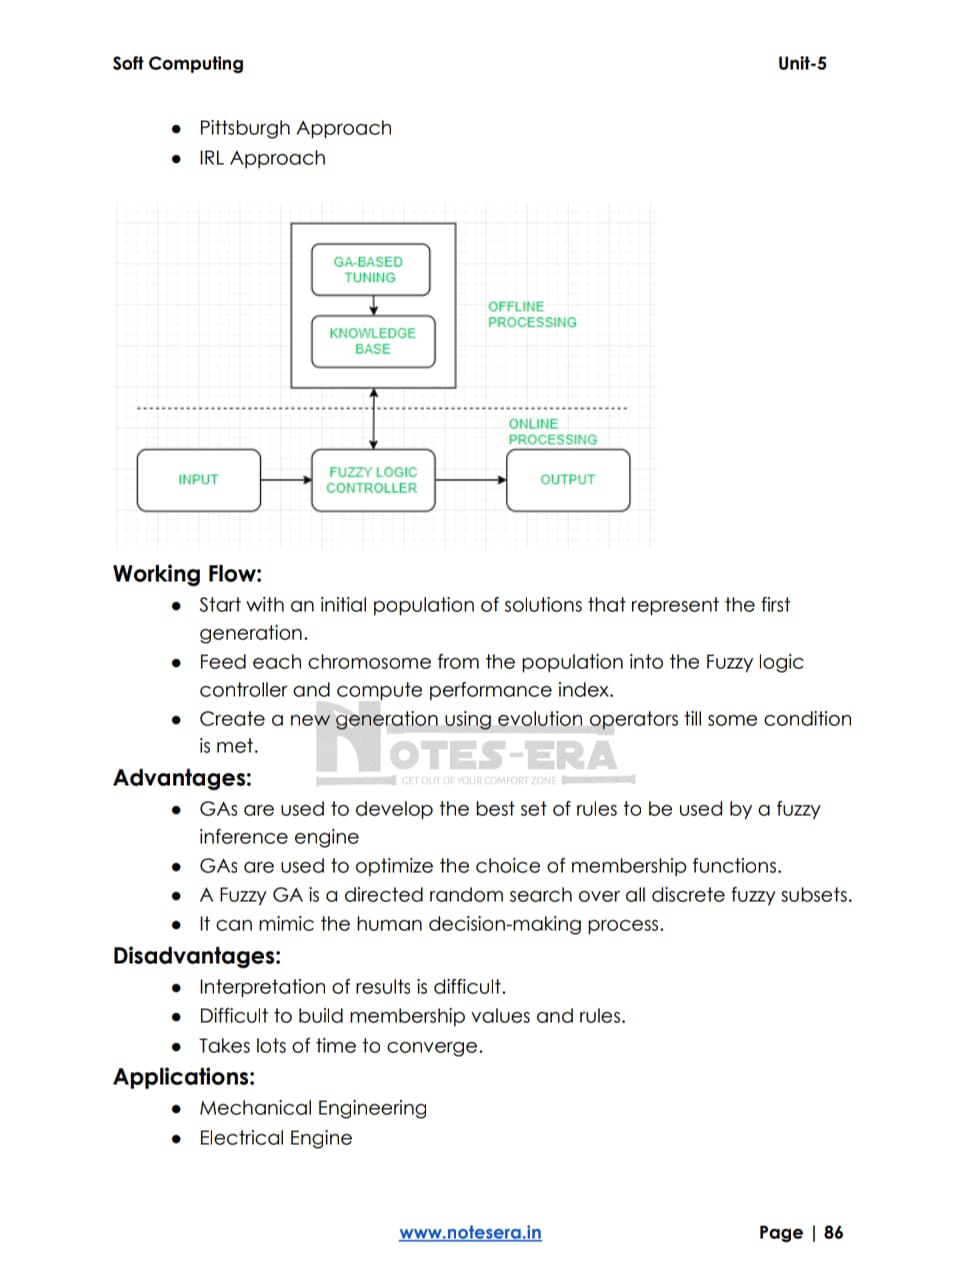 Soft Computing Unit-5
● Pittsburgh Approach
● IRL Approach
GA-BASED
TUNING
KNOWLEDGE
BASE
OFFLINE
PROCESSING
ONLINE
PROCESSING
INPUT
FUZZY LOGIC
CONTROLLER
OUTPUT
Working Flow:
● Start with an initial population of solutions that represent the first
generation.
● Feed each chromosome from the population into the Fuzzy logic
controller and compute performance index.
● Create a new generation using evolution operators till some condition
is met.
NOTES-ERA
GET OUT OF YOUR COMFORT ZONE
Advantages:
● GAs are used to develop the best set of rules to be used by a fuzzy
inference engine
● GAs are used to optimize the choice of membership functions.
● A Fuzzy GA is a directed random search over all discrete fuzzy subsets.
● It can mimic the human decision-making process.
Disadvantages:
● Interpretation of results is difficult.
● Difficult to build membership values and rules.
● Takes lots of time to converge.
Applications:
● Mechanical Engineering
● Electrical Engine
www.notesera.in Page | 86